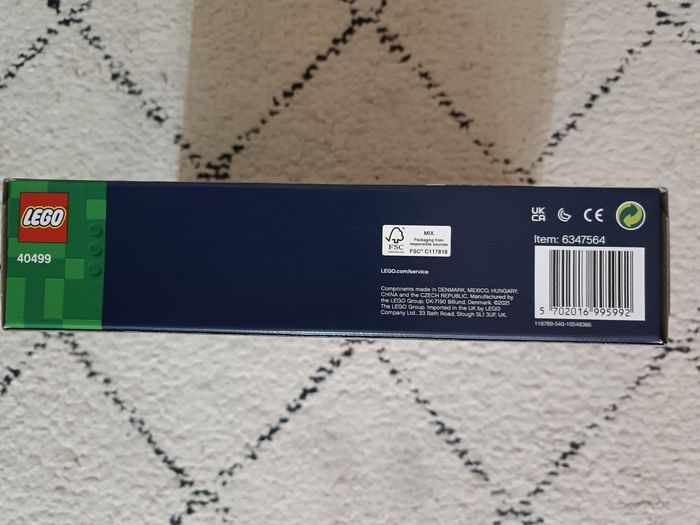 LEGO
40499
FSC
www.fsc.org
MIX
Packaging from
responsible sources
FSC™ C117818
LEGO.com/service
Components made in DENMARK, MEXICO, HUNGARY,
CHINA and the CZECH REPUBLIC. Manufactured by
the LEGO Group, DK-7190 Billund, Denmark. ©2021
The LEGO Group. Imported in the UK by LEGO
Company Ltd., 33 Bath Road, Slough SL1 3UF, UK.
UK
CA
CE
Item: 6347564
5 702016 995992
118789-540-10548386